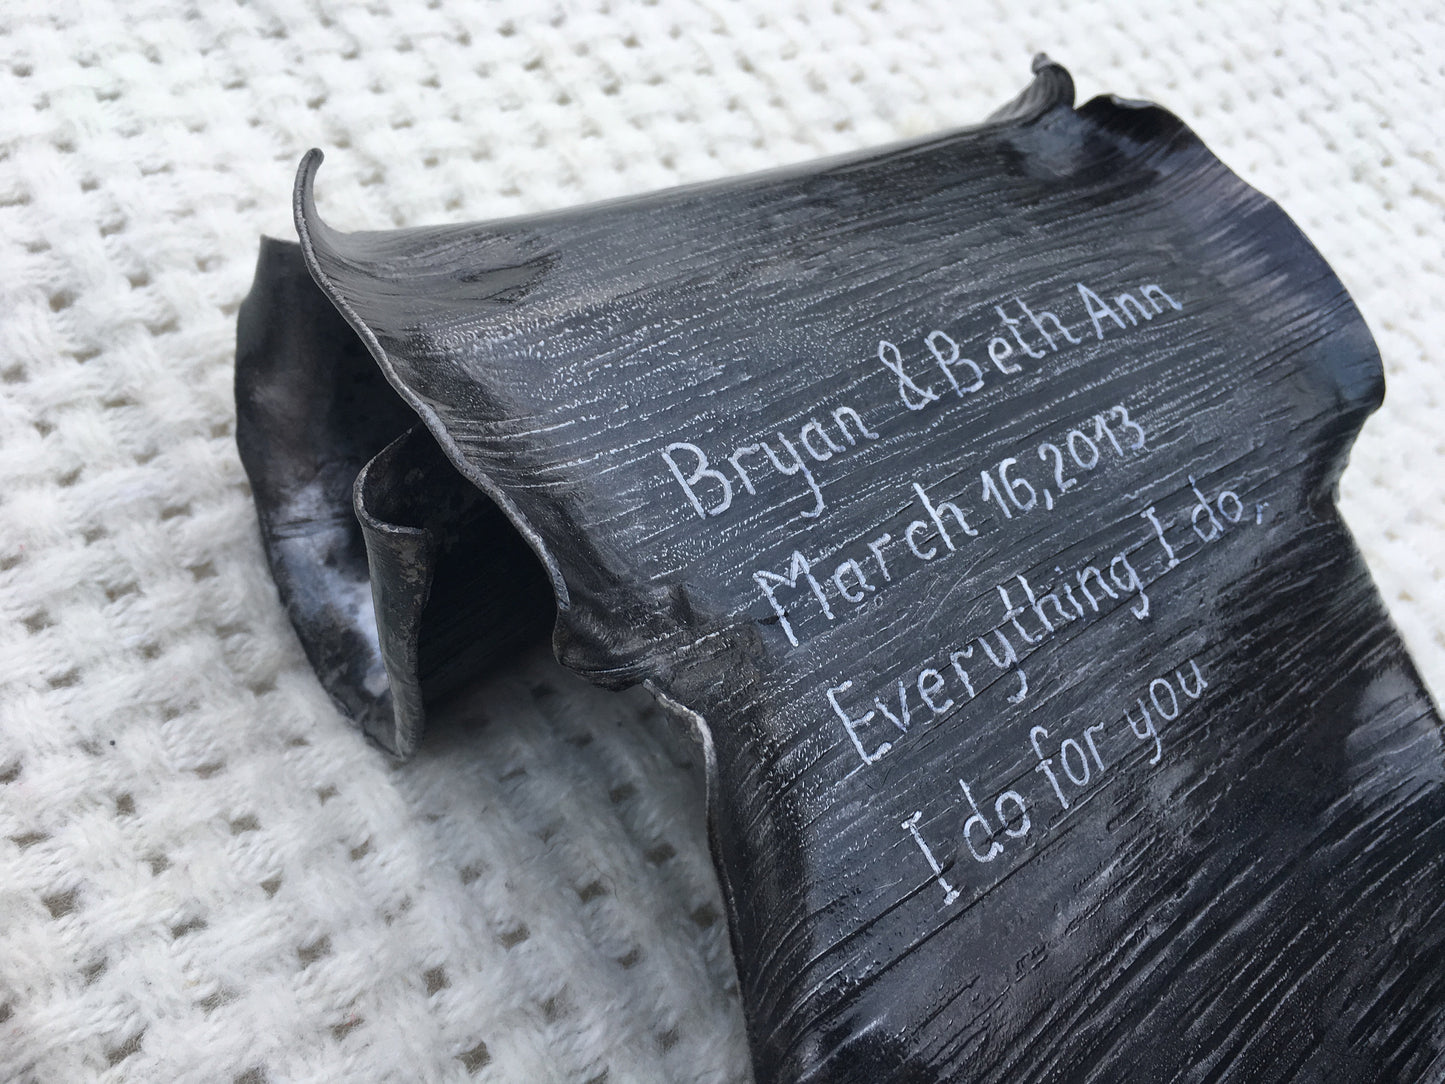 Bryan & Beth Ann
March 16, 2013
Everything I do,
I do for you